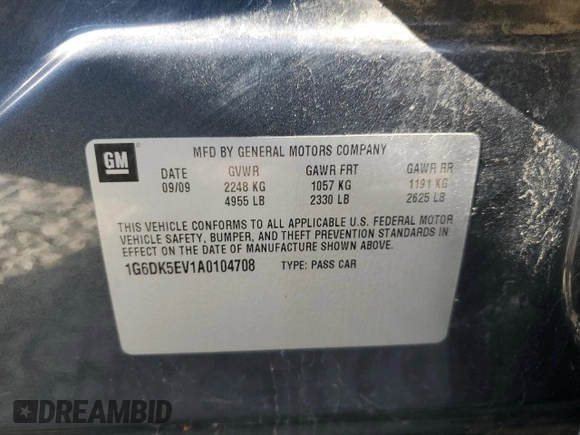 GM
MFD BY GENERAL MOTORS COMPANY
DATE GVWR GAWR FRT GAWR RR
09/09 2248 KG 1057 KG 1191 KG
4955 LB 2330 LB 2625 LB
THIS VEHICLE CONFORMS TO ALL APPLICABLE U.S. FEDERAL MOTOR
VEHICLE SAFETY, BUMPER, AND THEFT PREVENTION STANDARDS IN
EFFECT ON THE DATE OF MANUFACTURE SHOWN ABOVE.
1G6DK5EV1A0104708 TYPE: PASS CAR
DREAMBID